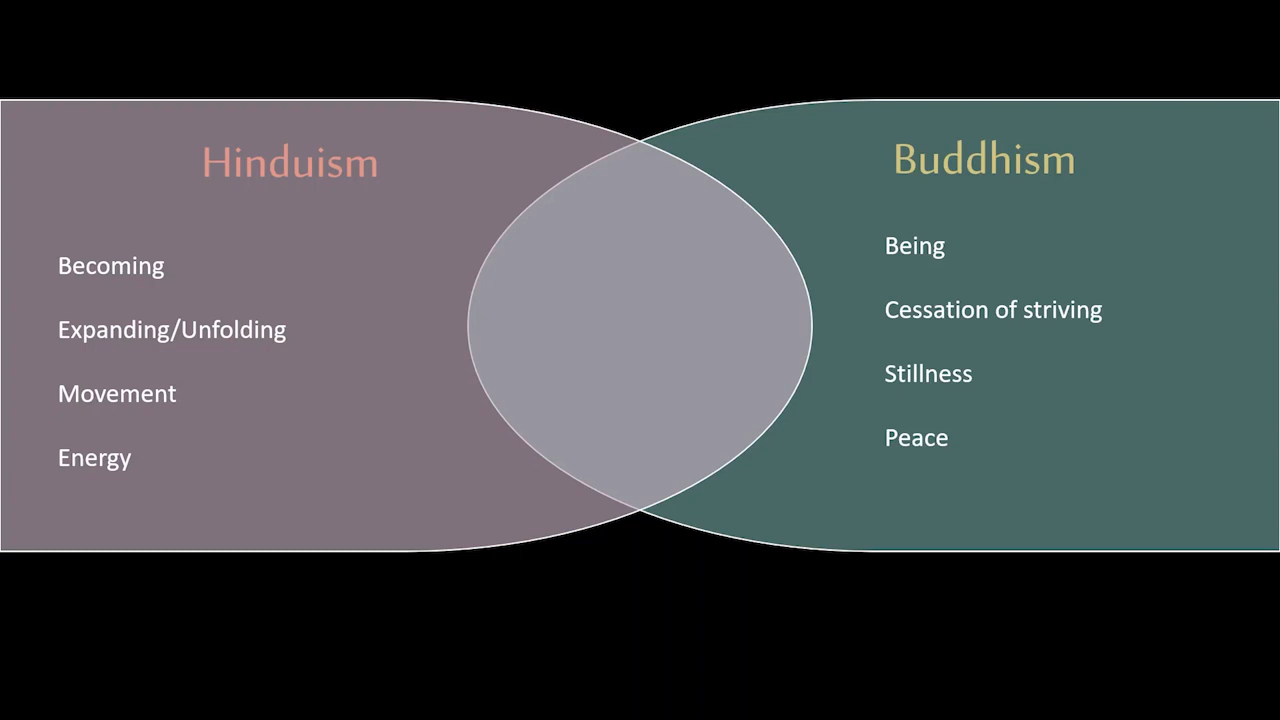 Hinduism
Becoming
Expanding/Unfolding
Movement
Energy
Buddhism
Being
Cessation of striving
Stillness
Peace